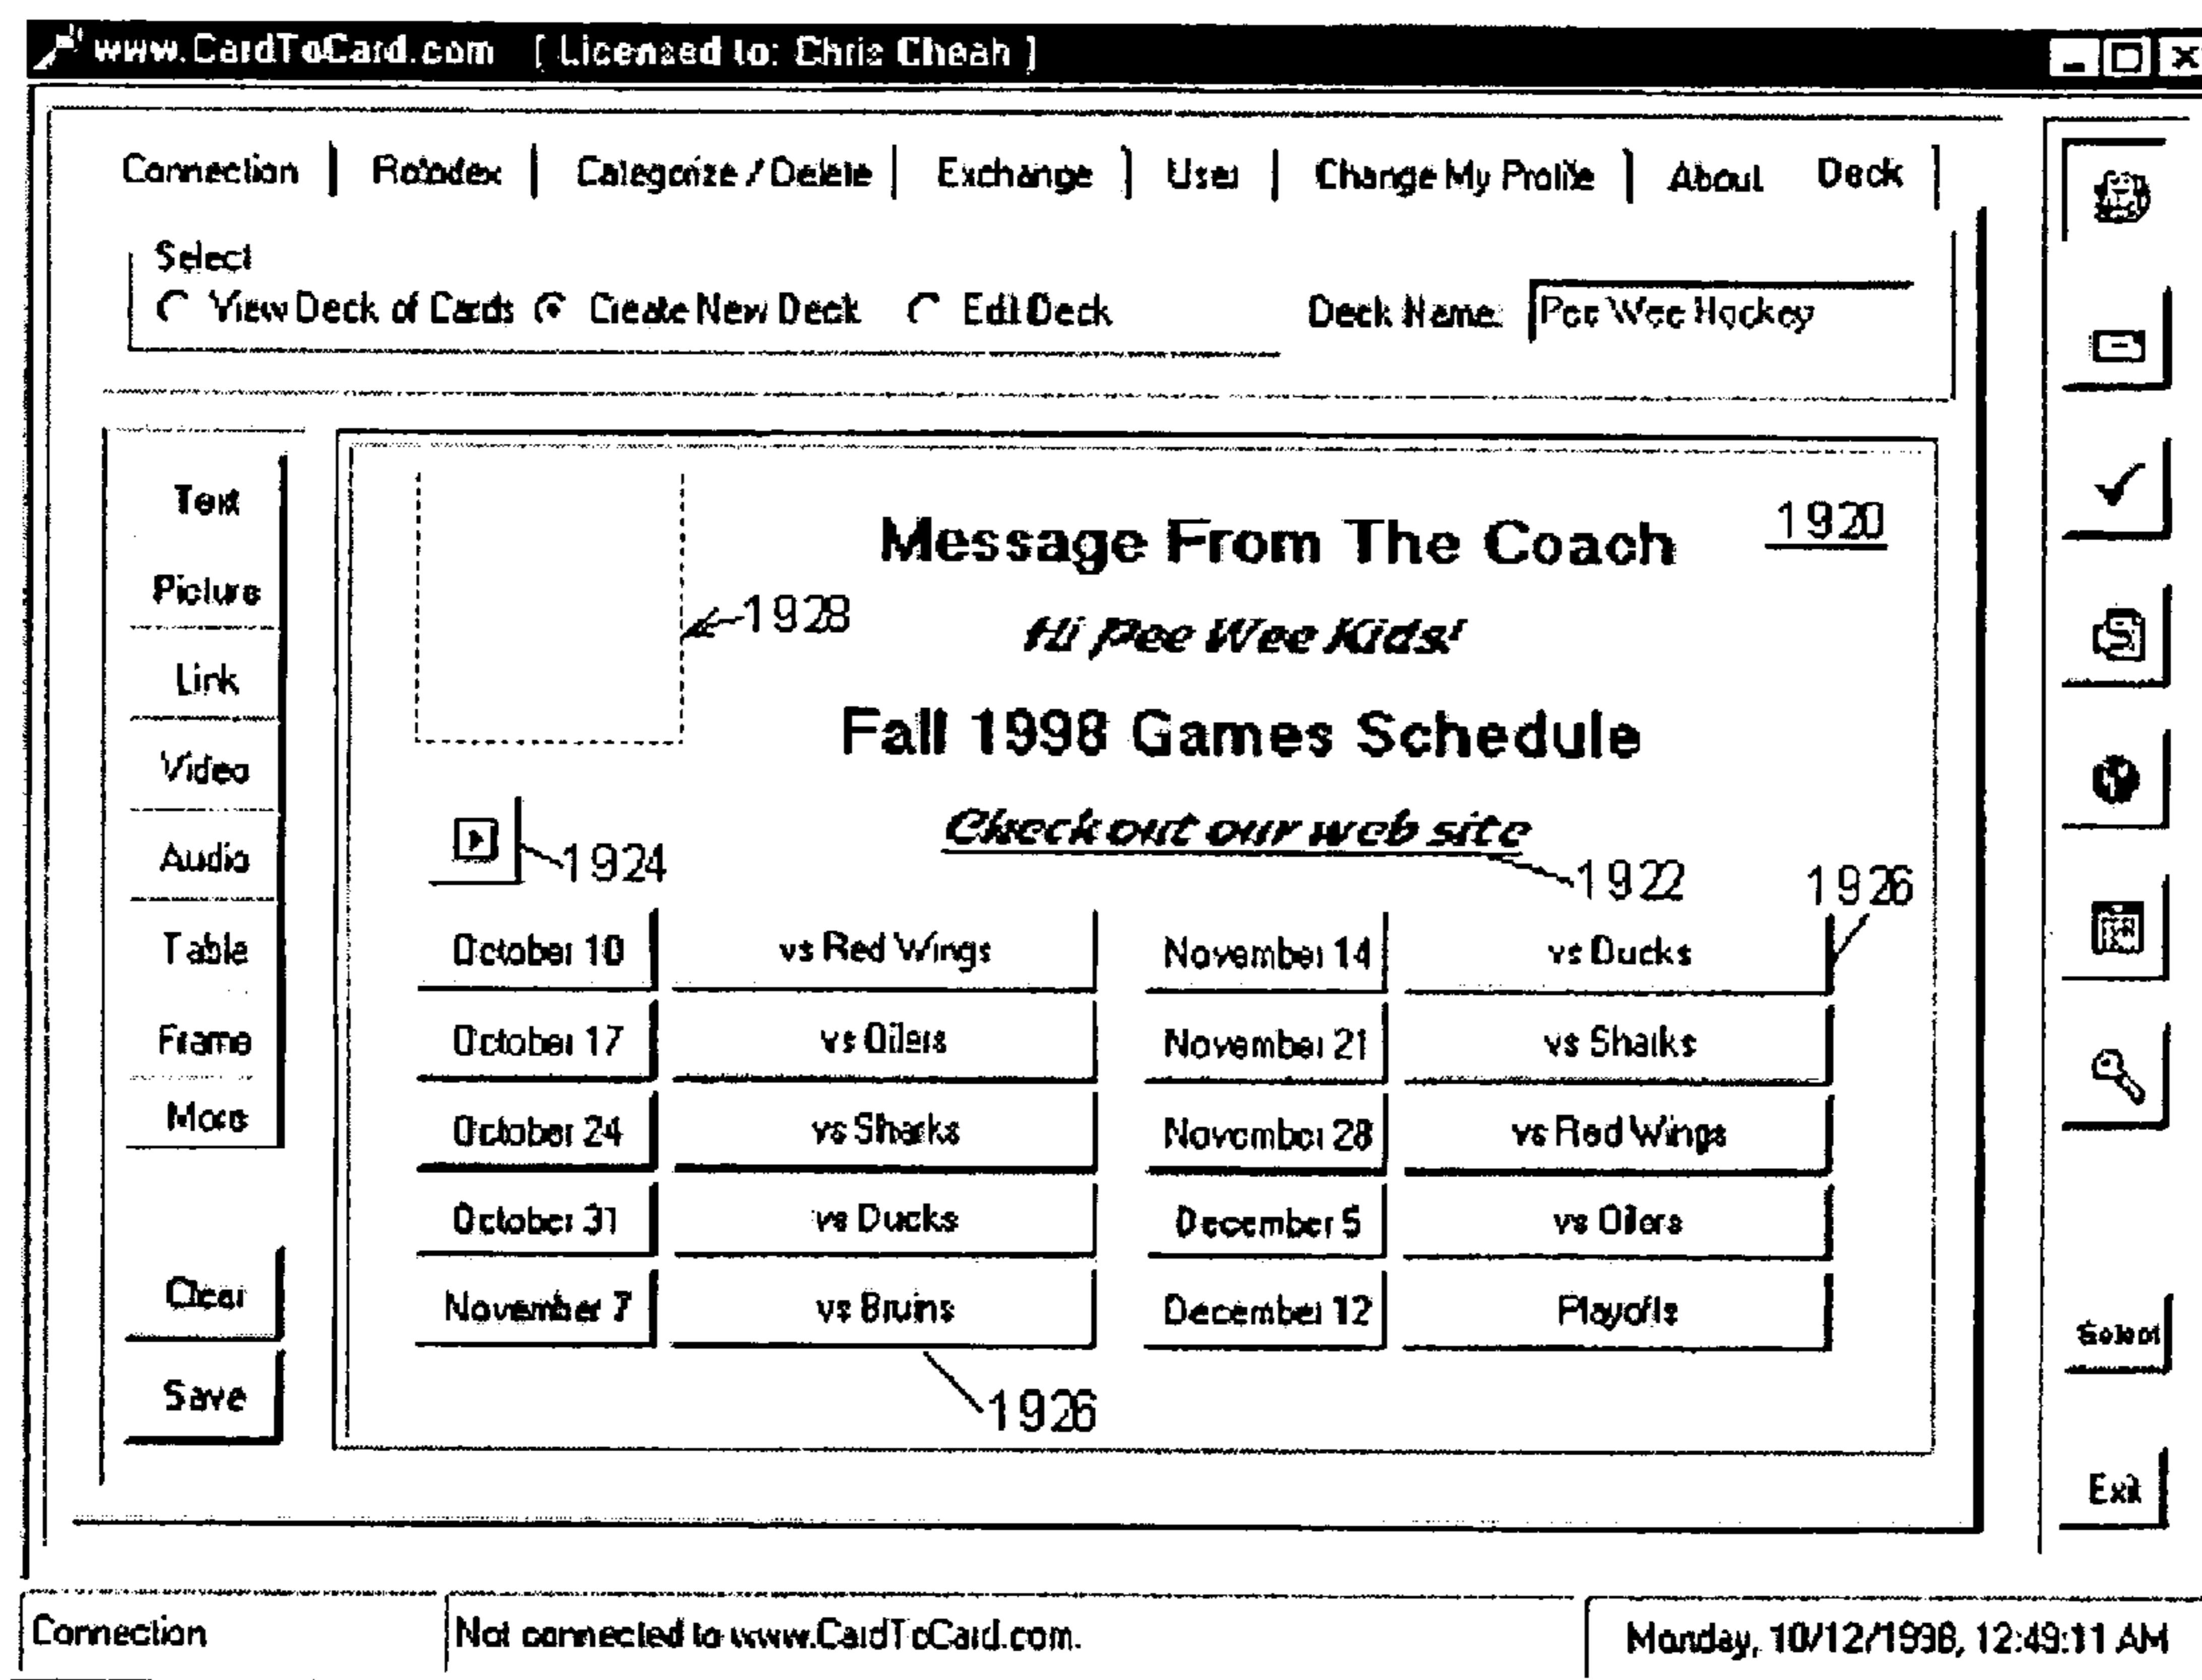 www.CardToCard.com [ Licensed to: Chris Cheah ]
Connection | Rolodex | Categorize / Delete | Exchange | User | Change My Profile | About Deck
Select
View Deck of Cards Create New Deck Edit Deck Deck Name: Pee Wee Hockey
Text
Picture
Link
Video
Audio
Table
Frame
More
Clear
Save
Message From The Coach 1920
1928
Hi Pee Wee Kids!
Fall 1998 Games Schedule
Check out our web site
1924
1922
1926
October 10 vs Red Wings November 14 vs Ducks
October 17 vs Oilers November 21 vs Sharks
October 24 vs Sharks November 28 vs Red Wings
October 31 vs Ducks December 5 vs Oilers
November 7 vs Bruins December 12 Playoffs
1926
Select
Exit
Connection Not connected to www.CardToCard.com. Monday, 10/12/1998, 12:49:11 AM